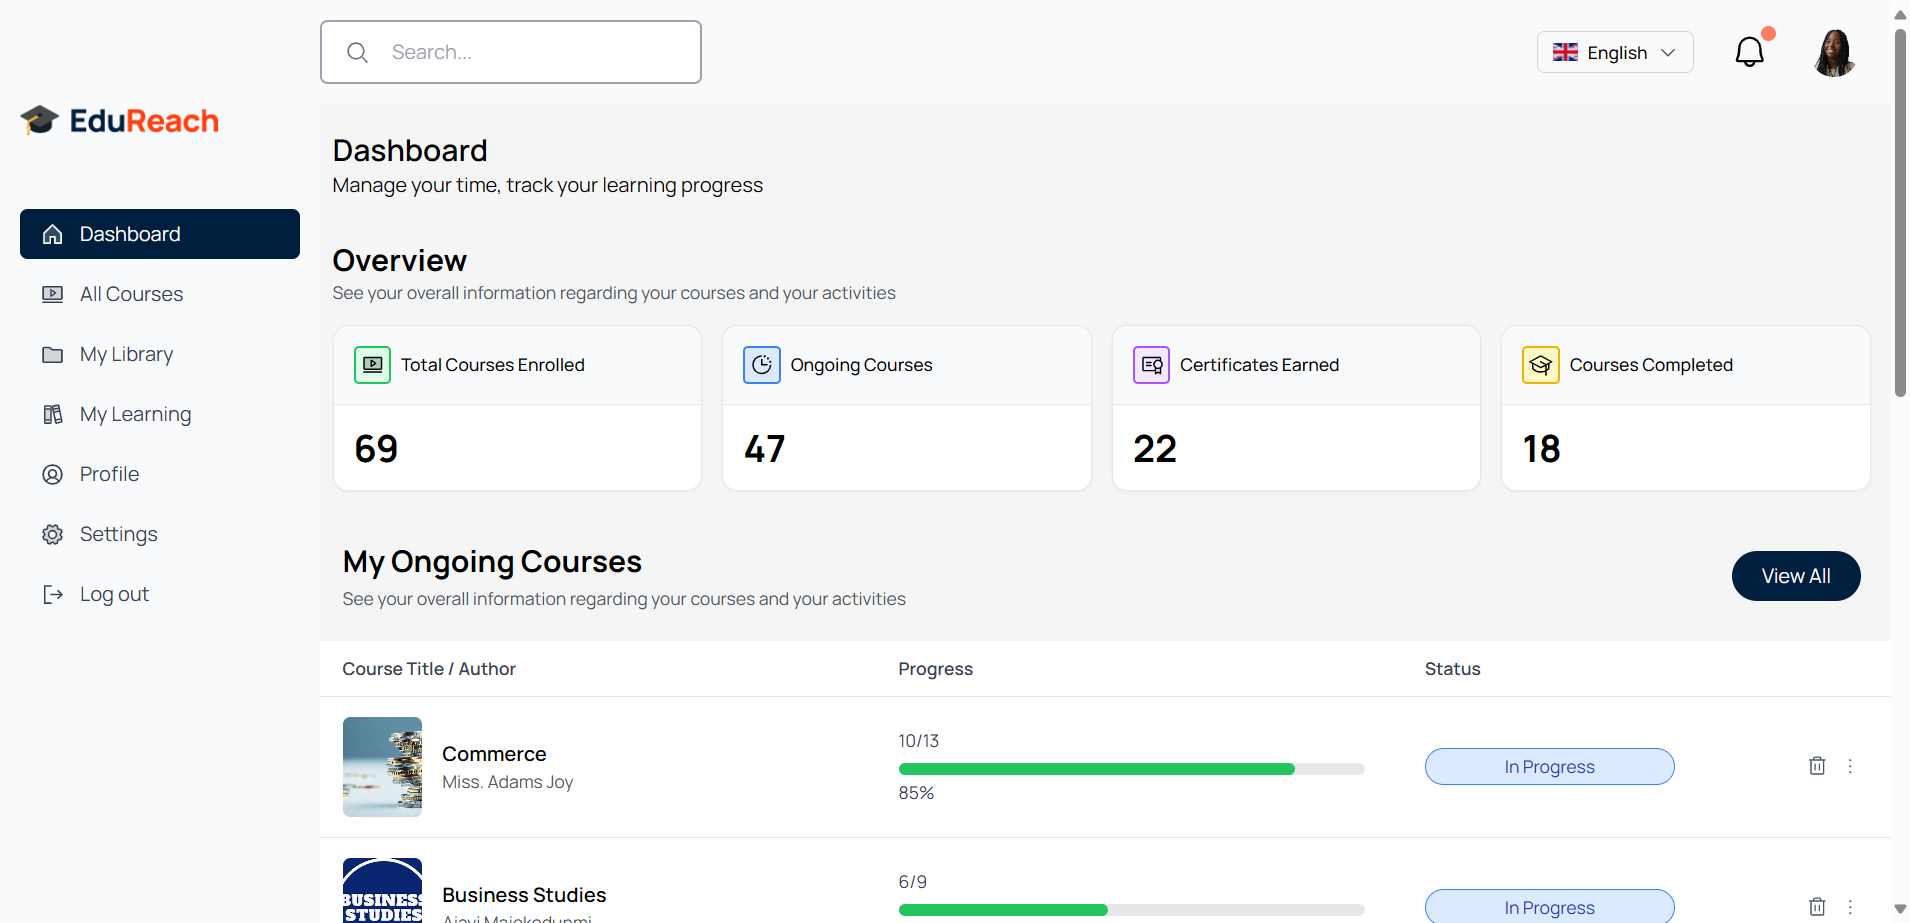 Search...
English
EduReach
Dashboard
All Courses
My Library
My Learning
Profile
Settings
Log out
Dashboard
Manage your time, track your learning progress
Overview
See your overall information regarding your courses and your activities
Total Courses Enrolled
69
Ongoing Courses
47
Certificates Earned
22
Courses Completed
18
My Ongoing Courses
See your overall information regarding your courses and your activities
View All
Course Title / Author
Progress
Status
Commerce
Miss. Adams Joy
10/13
85%
In Progress
BUSINESS
STUDIES
Business Studies
Ajayi Majekodunmi
6/9
In Progress